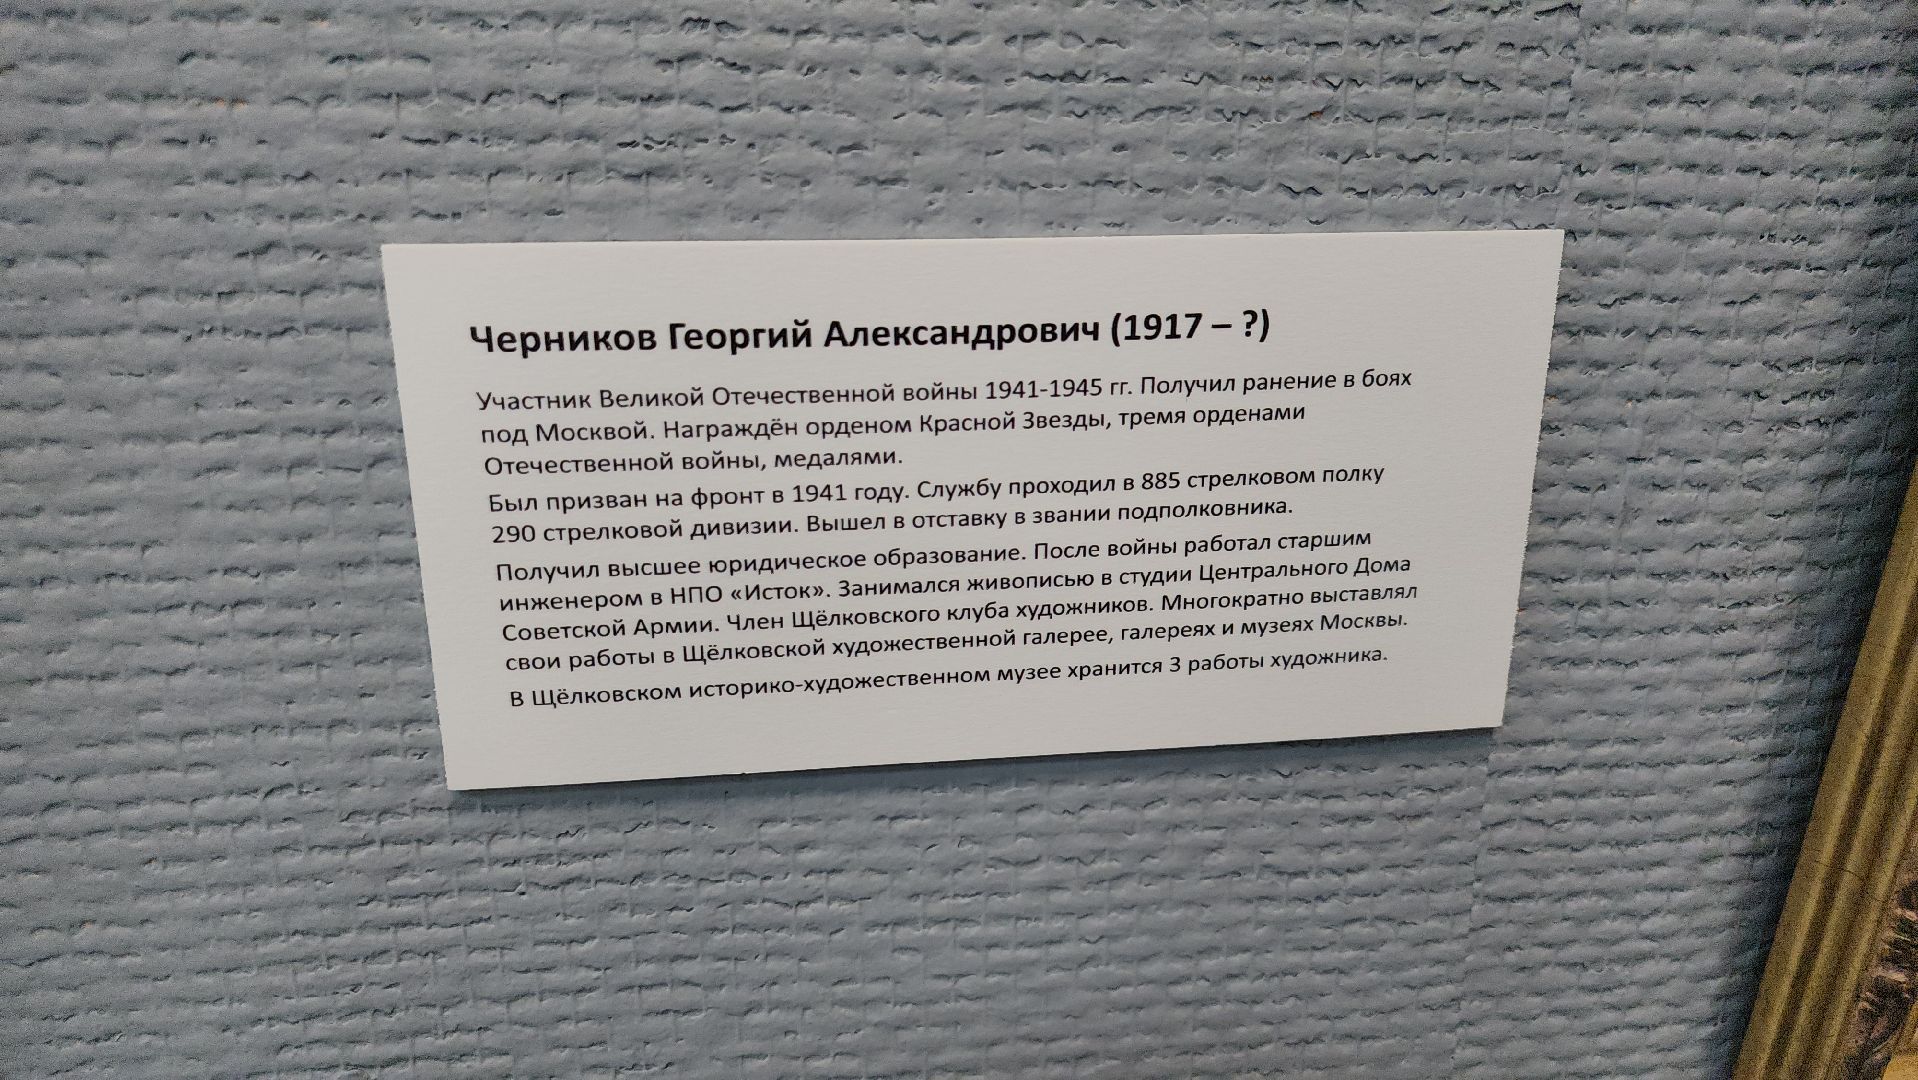 Черников Георгий Александрович (1917 – ?)
Участник Великой Отечественной войны 1941-1945 гг. Получил ранение в боях
под Москвой. Награждён орденом Красной Звезды, тремя орденами
Отечественной войны, медалями.
Был призван на фронт в 1941 году. Службу проходил в 885 стрелковом полку
290 стрелковой дивизии. Вышел в отставку в звании подполковника.
Получил высшее юридическое образование. После войны работал старшим
инженером в НПО «Исток». Занимался живописью в студии Центрального Дома
Советской Армии. Член Щёлковского клуба художников. Многократно выставлял
свои работы в Щёлковской художественной галерее, галереях и музеях Москвы.
В Щёлковском историко-художественном музее хранится 3 работы художника.